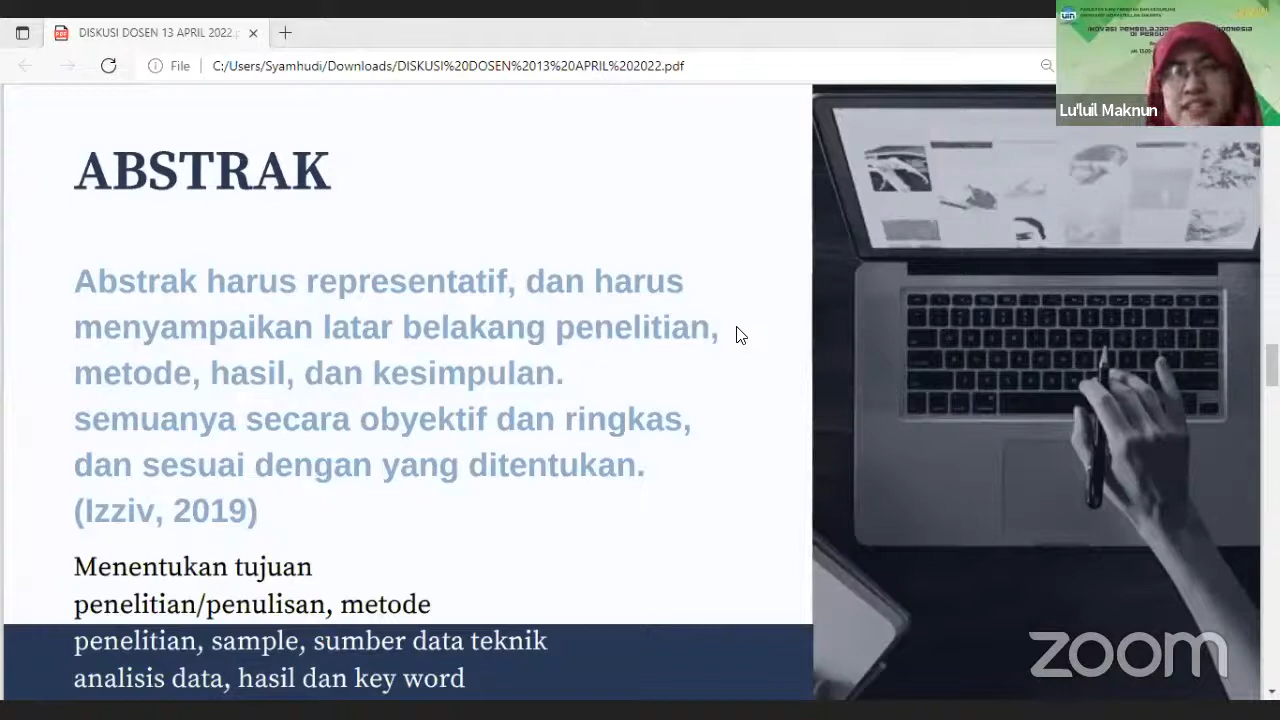 DISKUSI DOSEN 13 APRIL 2022.p
File
C:/Users/Syamhudi/Downloads/DISKUSI%20DOSEN%2013%20APRIL%202022.pdf
uin
Lu'luil Maknun
ABSTRAK
Abstrak harus representatif, dan harus
menyampaikan latar belakang penelitian,
metode, hasil, dan kesimpulan.
semuanya secara obyektif dan ringkas,
dan sesuai dengan yang ditentukan.
(Izziv, 2019)
Menentukan tujuan
penelitian/penulisan, metode
penelitian, sample, sumber data teknik
analisis data, hasil dan key word
zoom